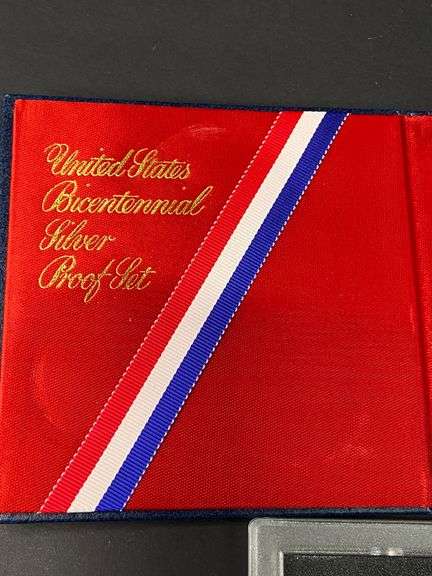 United States
Bicentennial
Silver
Proof Set